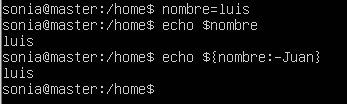 sonia@master:/home$ nombre=luis
sonia@master:/home$ echo $nombre
luis
sonia@master:/home$ echo ${nombre:-Juan}
luis
sonia@master:/home$